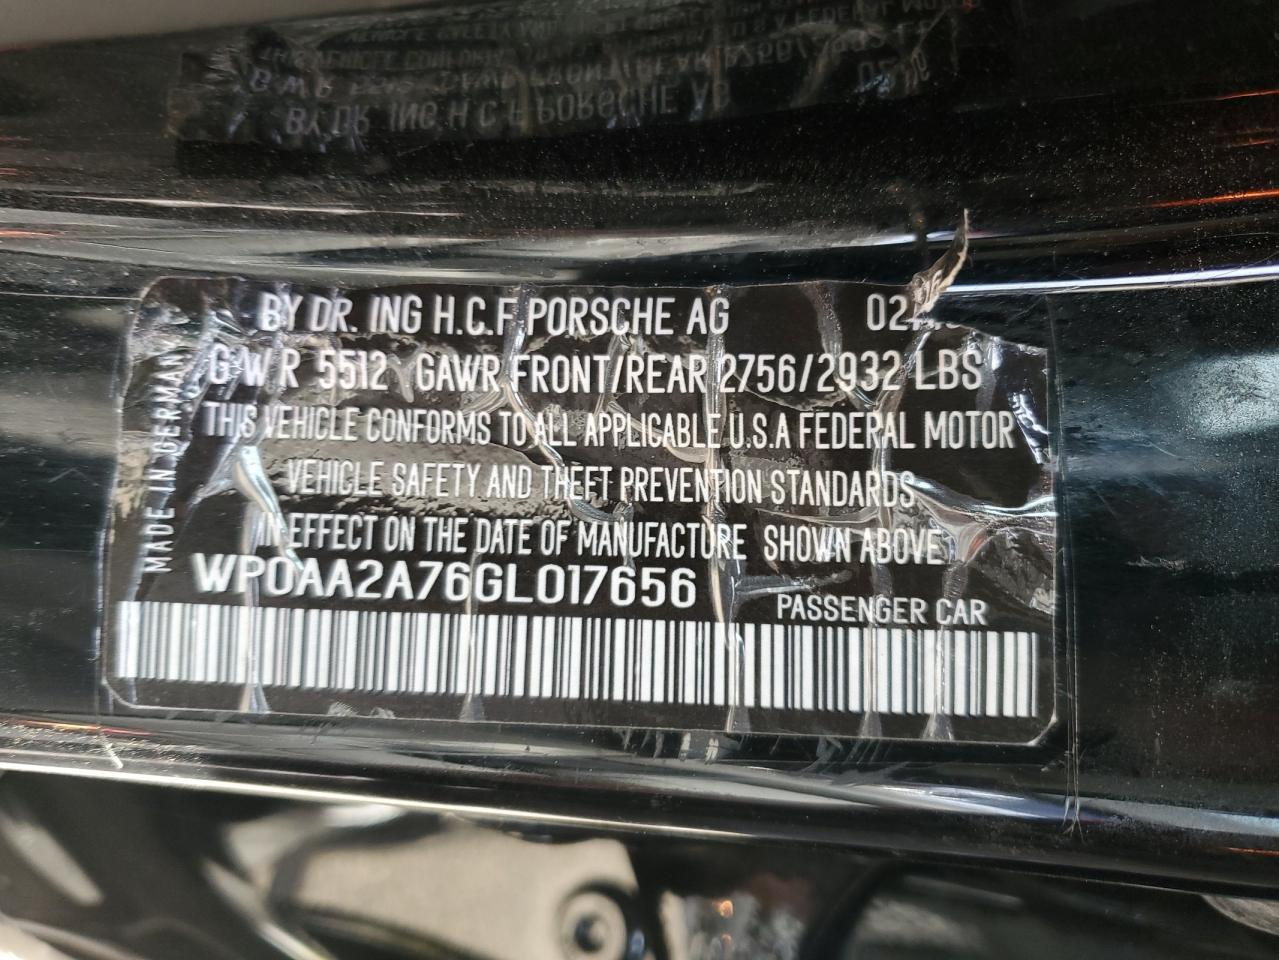 BY DR. ING H.C.F. PORSCHE AG 02/
G W R 5512 GAWR FRONT/REAR 2756/2932 LBS
THIS VEHICLE CONFORMS TO ALL APPLICABLE U.S.A FEDERAL MOTOR
VEHICLE SAFETY AND THEFT PREVENTION STANDARDS
IN EFFECT ON THE DATE OF MANUFACTURE SHOWN ABOVE
WP0AA2A76GL017656
PASSENGER CAR
MADE IN GERMANY